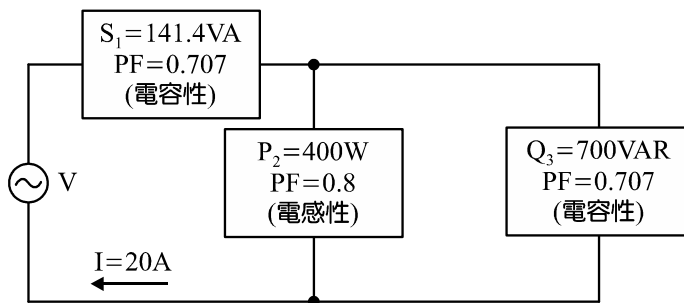 S₁=141.4VA
PF=0.707
(電容性)
V
P₂=400W
PF=0.8
(電感性)
Q₃=700VAR
PF=0.707
(電容性)
I=20A